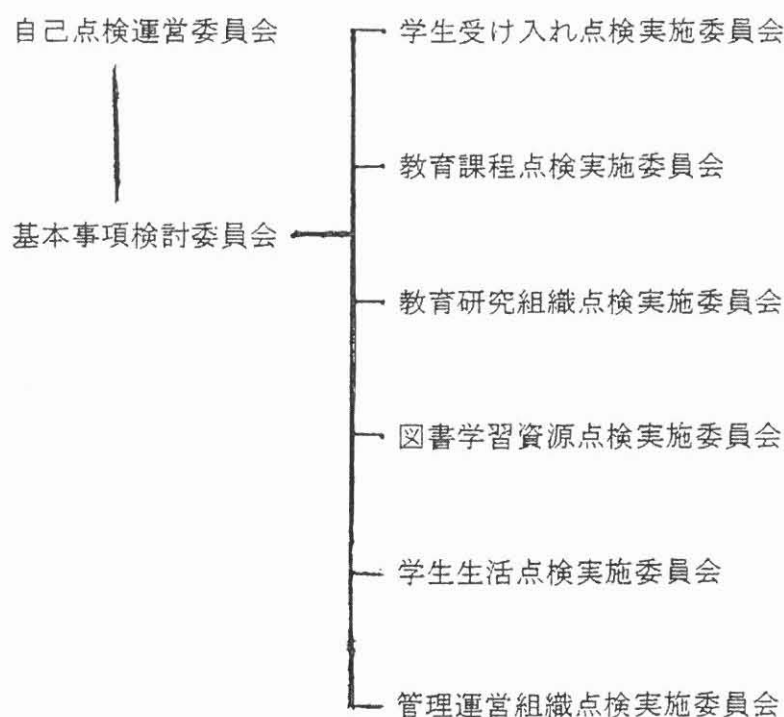 自己点検運営委員会
基本事項検討委員会
学生受け入れ点検実施委員会
教育課程点検実施委員会
教育研究組織点検実施委員会
図書学習資源点検実施委員会
学生生活点検実施委員会
管理運営組織点検実施委員会